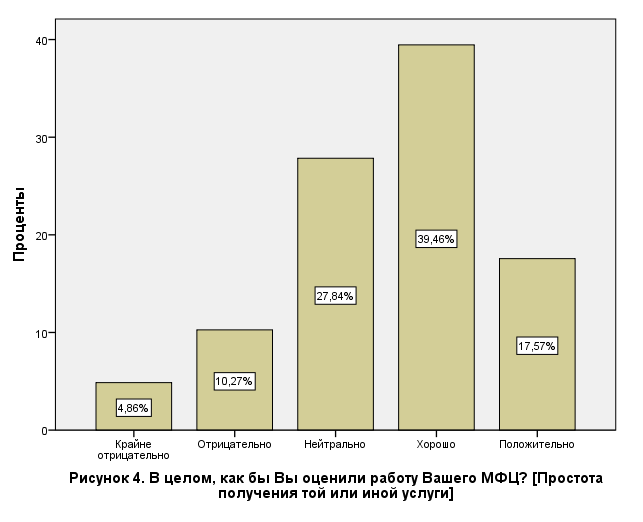 40
30
20
10
0
Проценты
4,86%
10,27%
27,84%
39,46%
17,57%
Крайне
отрицательно
Отрицательно
Нейтрально
Хорошо
Положительно
Рисунок 4. В целом, как бы Вы оценили работу Вашего МФЦ? [Простота
получения той или иной услуги]